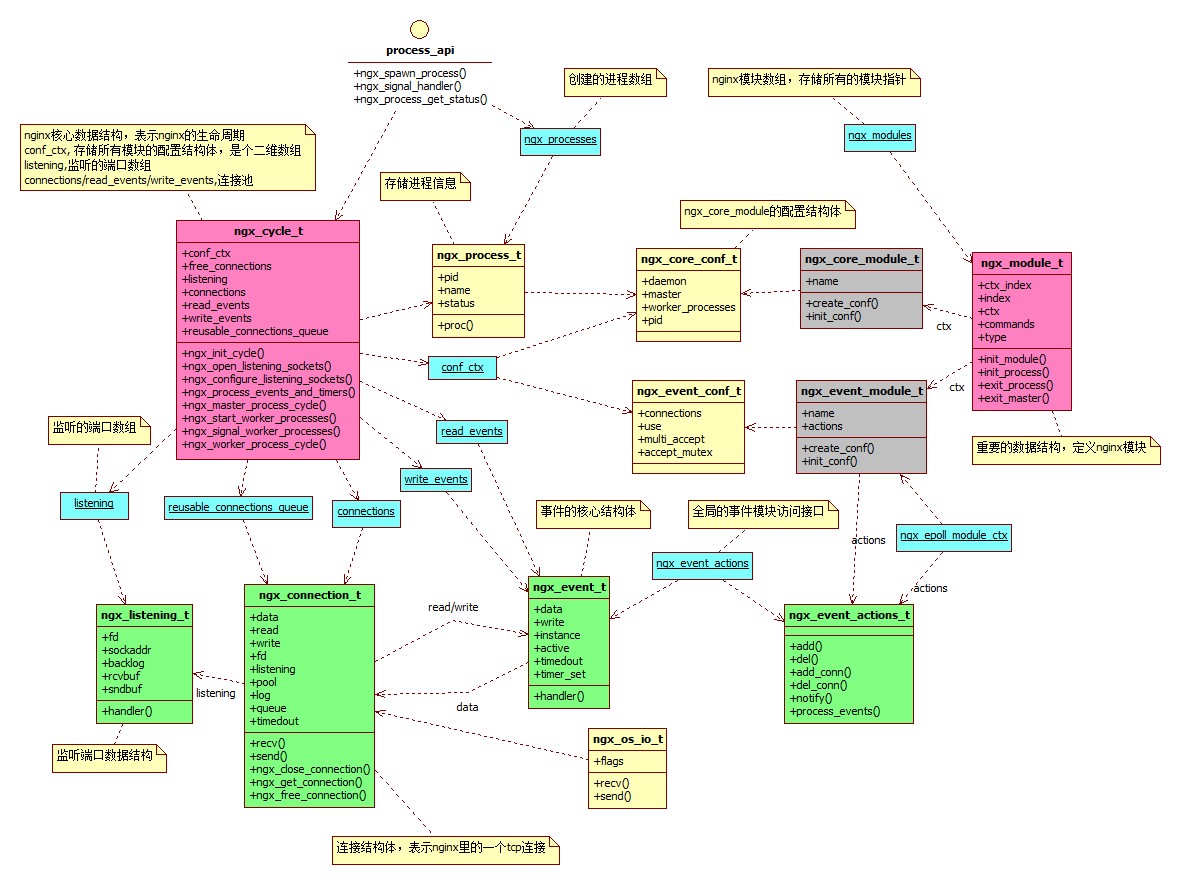 process_api
+ngx_spawn_process()
+ngx_signal_handler()
+ngx_process_get_status()
创建的进程数组
nginx模块数组，存储所有的模块指针
ngx_processes
ngx_modules
nginx核心数据结构，表示nginx的生命周期
conf_ctx, 存储所有模块的配置结构体，是个二维数组
listening,监听的端口数组
connections/read_events/write_events,连接池
存储进程信息
ngx_core_module的配置结构体
ngx_cycle_t
+conf_ctx
+free_connections
+listening
+connections
+read_events
+write_events
+reusable_connections_queue
+ngx_init_cycle()
+ngx_open_listening_sockets()
+ngx_configure_listening_sockets()
+ngx_process_events_and_timers()
+ngx_master_process_cycle()
+ngx_start_worker_processes()
+ngx_signal_worker_processes()
+ngx_worker_process_cycle()
ngx_process_t
+pid
+name
+status
+proc()
ngx_core_conf_t
+daemon
+master
+worker_processes
+pid
ngx_core_module_t
+name
+create_conf()
+init_conf()
ngx_module_t
+ctx_index
+index
+ctx
+commands
+type
+init_module()
+init_process()
+exit_process()
+exit_master()
ctx
ctx
conf_ctx
ngx_event_conf_t
+connections
+use
+multi_accept
+accept_mutex
ngx_event_module_t
+name
+actions
+create_conf()
+init_conf()
重要的数据结构，定义nginx模块
监听的端口数组
read_events
write_events
listening
reusable_connections_queue
connections
事件的核心结构体
全局的事件模块访问接口
actions
ngx_epoll_module_ctx
ngx_event_actions
actions
ngx_listening_t
+fd
+sockaddr
+backlog
+rcvbuf
+sndbuf
+handler()
监听端口数据结构
listening
ngx_connection_t
+data
+read
+write
+fd
+listening
+pool
+log
+queue
+timedout
+recv()
+send()
+ngx_close_connection()
+ngx_get_connection()
+ngx_free_connection()
read/write
data
ngx_event_t
+data
+write
+instance
+active
+timedout
+timer_set
+handler()
ngx_event_actions_t
+add()
+del()
+add_conn()
+del_conn()
+notify()
+process_events()
ngx_os_io_t
+flags
+recv()
+send()
连接结构体，表示nginx里的一个tcp连接